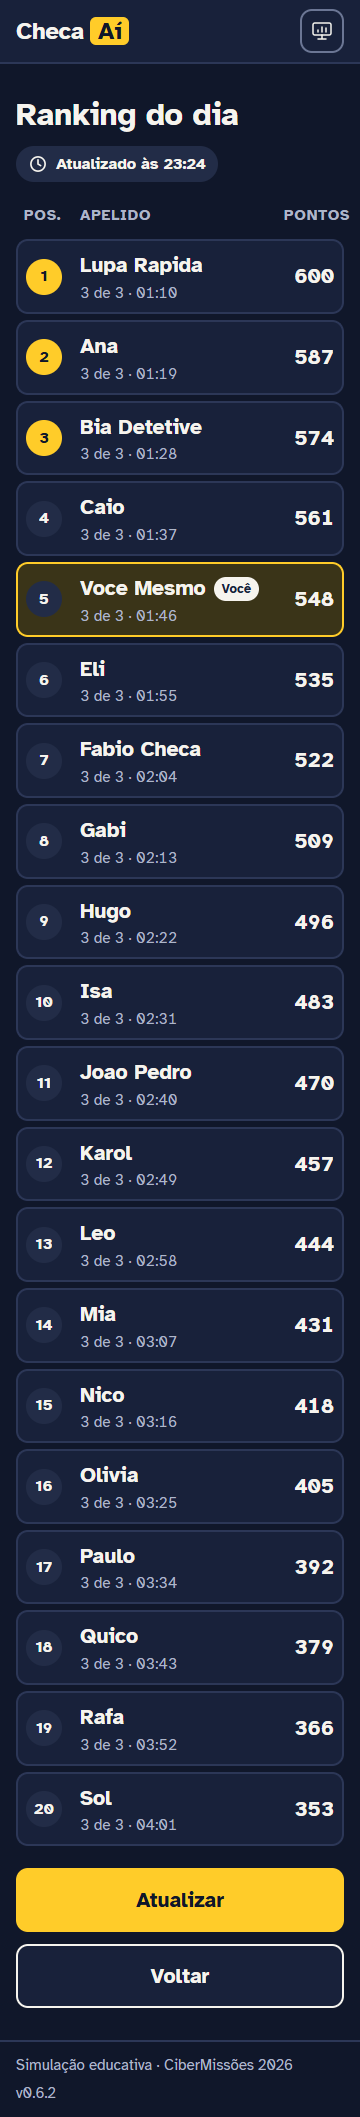 Checa Aí
Ranking do dia
Atualizado às 23:24
POS. APELIDO PONTOS
1 Lupa Rapida 600
3 de 3 · 01:10
2 Ana 587
3 de 3 · 01:19
3 Bia Detetive 574
3 de 3 · 01:28
4 Caio 561
3 de 3 · 01:37
5 Voce Mesmo Você 548
3 de 3 · 01:46
6 Eli 535
3 de 3 · 01:55
7 Fabio Checa 522
3 de 3 · 02:04
8 Gabi 509
3 de 3 · 02:13
9 Hugo 496
3 de 3 · 02:22
10 Isa 483
3 de 3 · 02:31
11 Joao Pedro 470
3 de 3 · 02:40
12 Karol 457
3 de 3 · 02:49
13 Leo 444
3 de 3 · 02:58
14 Mia 431
3 de 3 · 03:07
15 Nico 418
3 de 3 · 03:16
16 Olivia 405
3 de 3 · 03:25
17 Paulo 392
3 de 3 · 03:34
18 Quico 379
3 de 3 · 03:43
19 Rafa 366
3 de 3 · 03:52
20 Sol 353
3 de 3 · 04:01
Atualizar
Voltar
Simulação educativa · CiberMissões 2026
v0.6.2